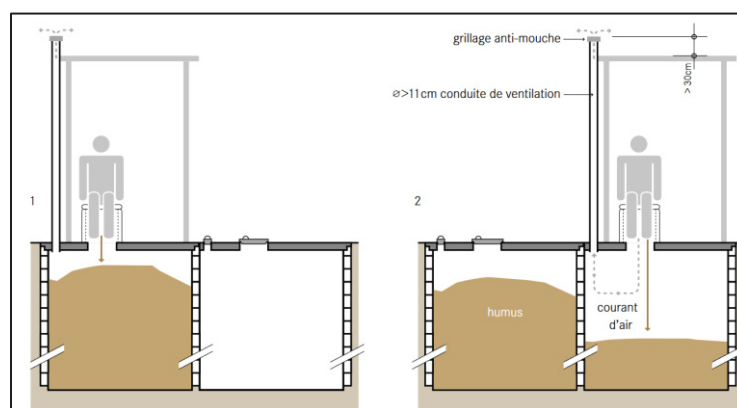 grillage anti-mouche
> 30cm
⌀>11cm conduite de ventilation
1
2
humus
courant
d'air